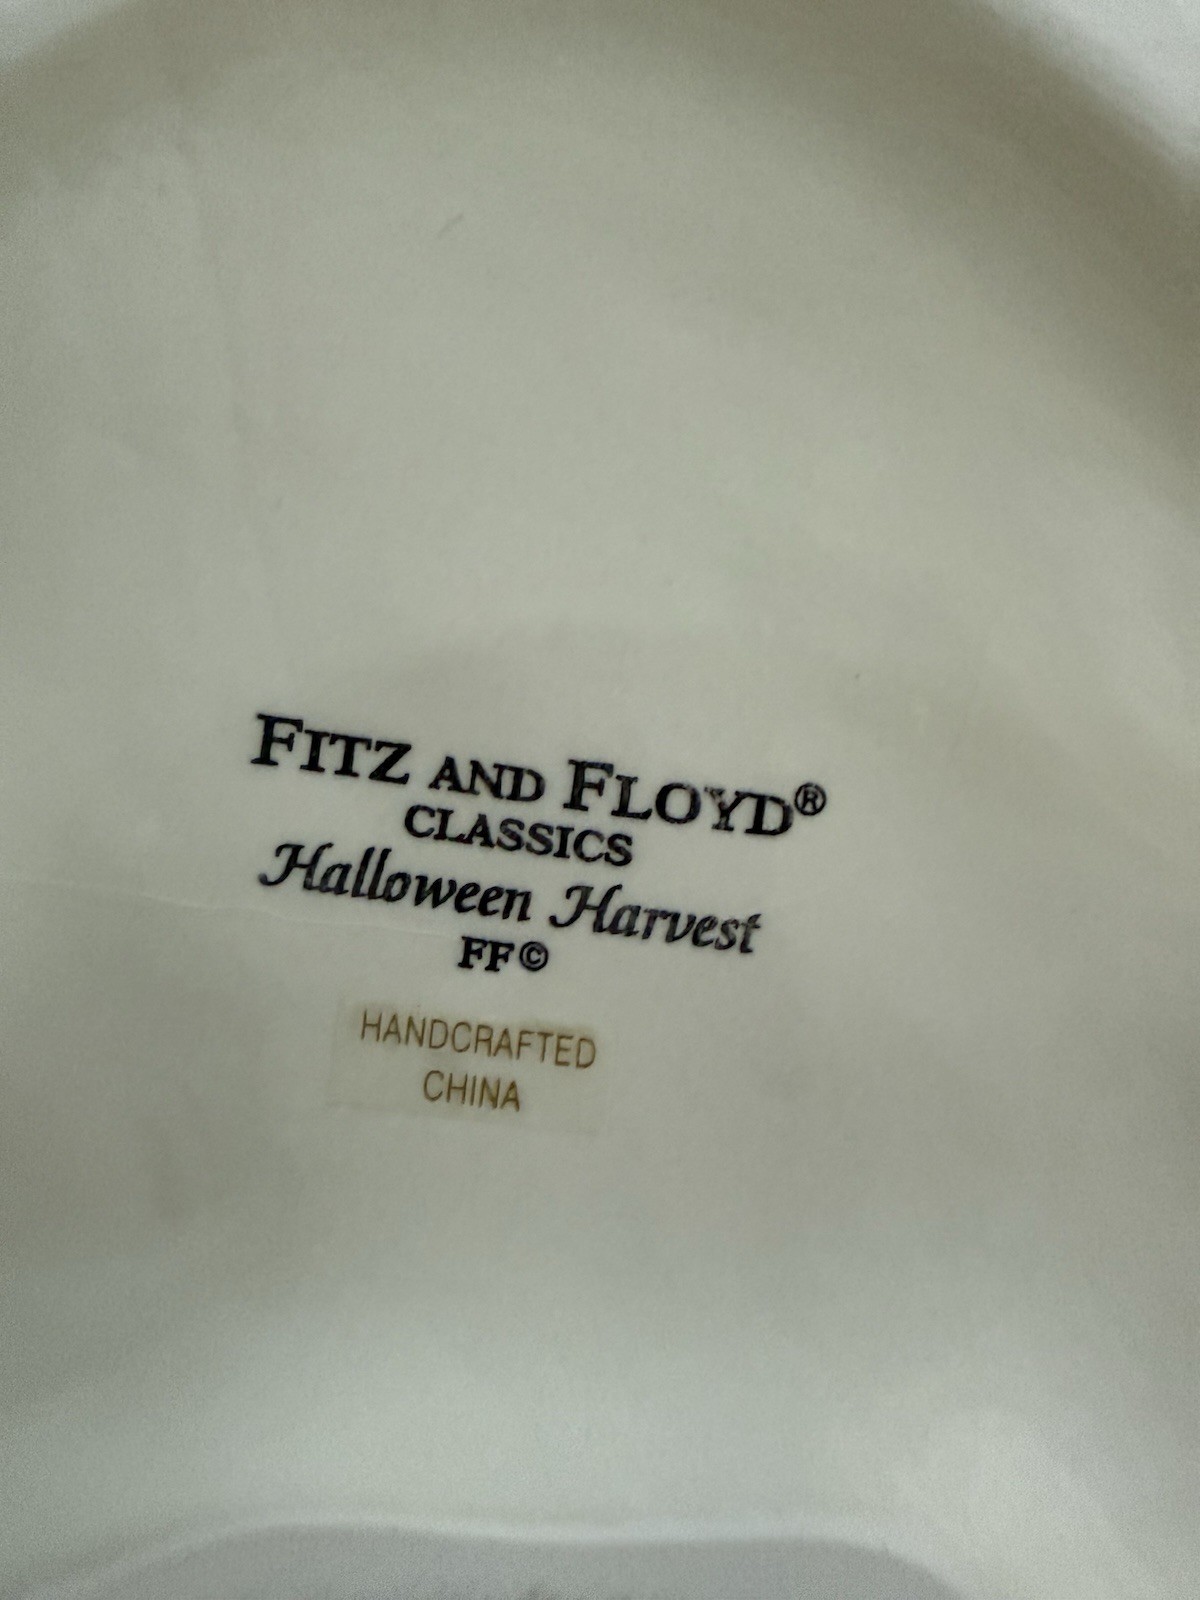 FITZ AND FLOYD®
CLASSICS
Halloween Harvest
FF©
HANDCRAFTED
CHINA